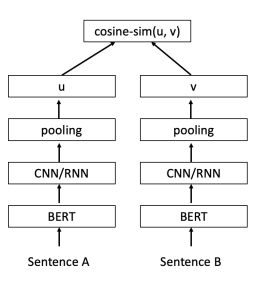 cosine-sim(u, v)
u
v
pooling
pooling
CNN/RNN
CNN/RNN
BERT
BERT
Sentence A
Sentence B